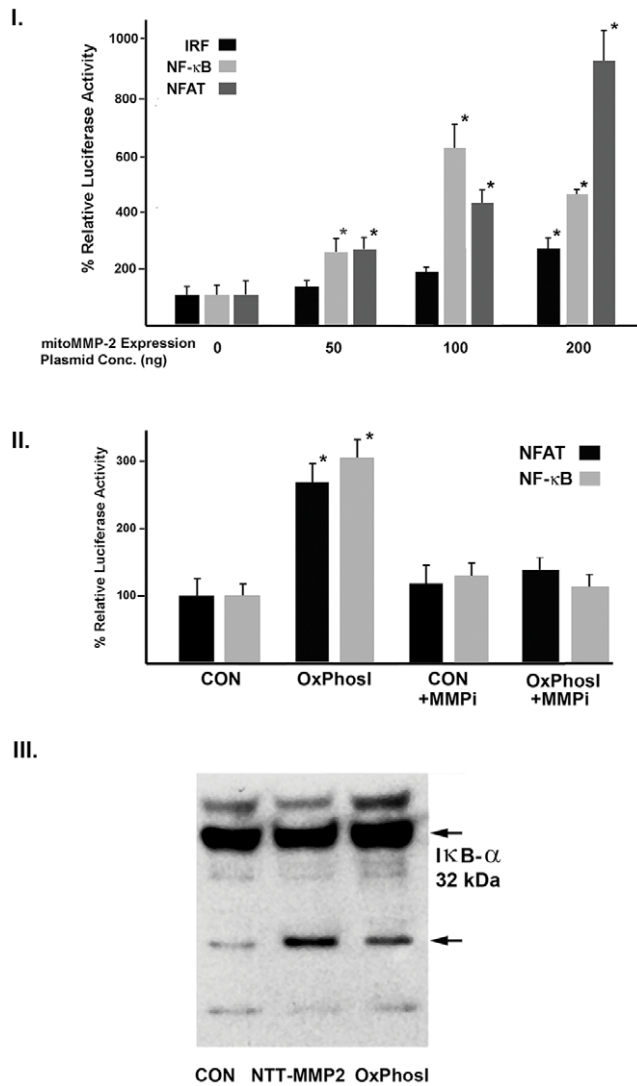 I.
IRF
NF-κB
NFAT
% Relative Luciferase Activity
1000
800
600
400
200
*
*
*
*
*
*
*
mitoMMP-2 Expression
Plasmid Conc. (ng)
0 50 100 200
II.
NFAT
NF-κB
% Relative Luciferase Activity
300
200
100
*
*
CON OxPhosI CON +MMPi OxPhosI +MMPi
III.
IκB-α
32 kDa
CON NTT-MMP2 OxPhosI